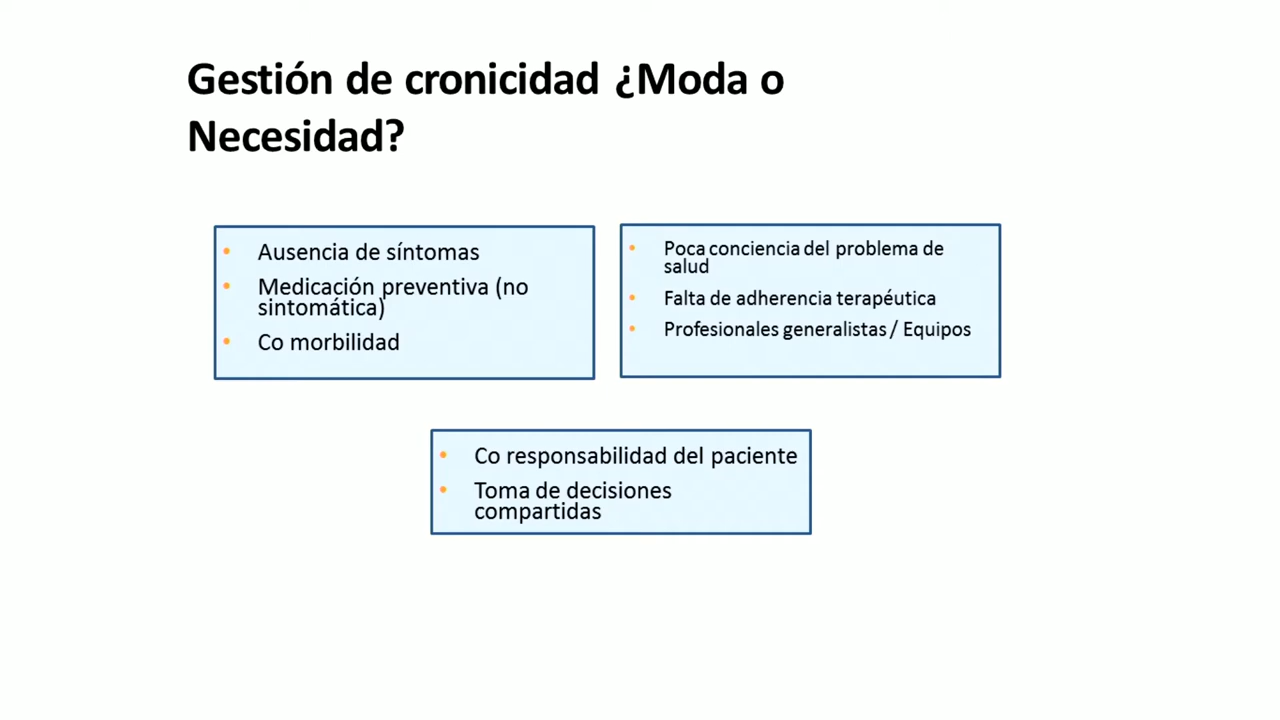 Gestión de cronicidad ¿Moda o
Necesidad?
• Ausencia de síntomas
• Medicación preventiva (no
sintomática)
• Co morbilidad
• Poca conciencia del problema de
salud
• Falta de adherencia terapéutica
• Profesionales generalistas / Equipos
• Co responsabilidad del paciente
• Toma de decisiones
compartidas